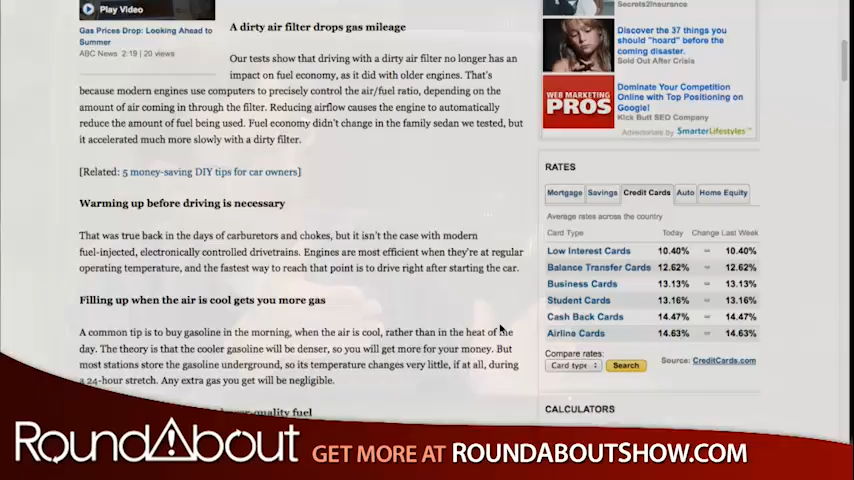 Play Video
Gas Prices Drop: Looking Ahead to
Summer
ABC News 2:19 | 20 views
A dirty air filter drops gas mileage
Our tests show that driving with a dirty air filter no longer has an
impact on fuel economy, as it did with older engines. That's
because modern engines use computers to precisely control the air/fuel ratio, depending on the
amount of air coming in through the filter. Reducing airflow causes the engine to automatically
reduce the amount of fuel being used. Fuel economy didn't change in the family sedan we tested, but
it accelerated much more slowly with a dirty filter.
[Related: 5 money-saving DIY tips for car owners]
Warming up before driving is necessary
That was true back in the days of carburetors and chokes, but it isn't the case with modern
fuel-injected, electronically controlled drivetrains. Engines are most efficient when they're at regular
operating temperature, and the fastest way to reach that point is to drive right after starting the car.
Filling up when the air is cool gets you more gas
A common tip is to buy gasoline in the morning, when the air is cool, rather than in the heat of the
day. The theory is that the cooler gasoline will be denser, so you will get more for your money. But
most stations store the gasoline underground, so its temperature changes very little, if at all, during
a 24-hour stretch. Any extra gas you get will be negligible.
quality fuel
Secrets2Insurance
Discover the 37 things you
should "hoard" before the
coming disaster.
Sold Out After Crisis
WEB MARKETING
PROS
Dominate Your Competition
Online with Top Positioning on
Google!
Kick Butt SEO Company
Advertorials by SmarterLifestyles™
RATES
Mortgage Savings Credit Cards Auto Home Equity
Average rates across the country
Card Type Today Change Last Week
Low Interest Cards 10.40% 10.40%
Balance Transfer Cards 12.62% 12.62%
Business Cards 13.13% 13.13%
Student Cards 13.16% 13.16%
Cash Back Cards 14.47% 14.47%
Airline Cards 14.63% 14.63%
Compare rates:
Card type Search Source: CreditCards.com
CALCULATORS
RoundAbout GET MORE AT ROUNDABOUTSHOW.COM